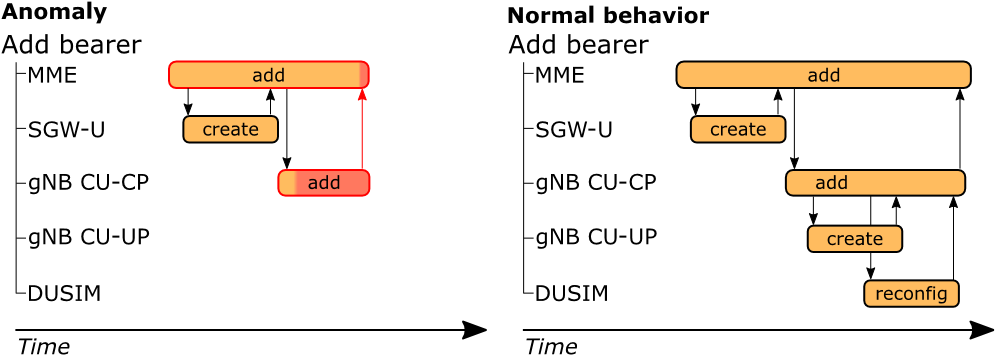 Anomaly
Add bearer
MME
add
SGW-U
create
gNB CU-CP
add
gNB CU-UP
DUSIM
Time
Normal behavior
Add bearer
MME
add
SGW-U
create
gNB CU-CP
add
gNB CU-UP
create
DUSIM
reconfig
Time